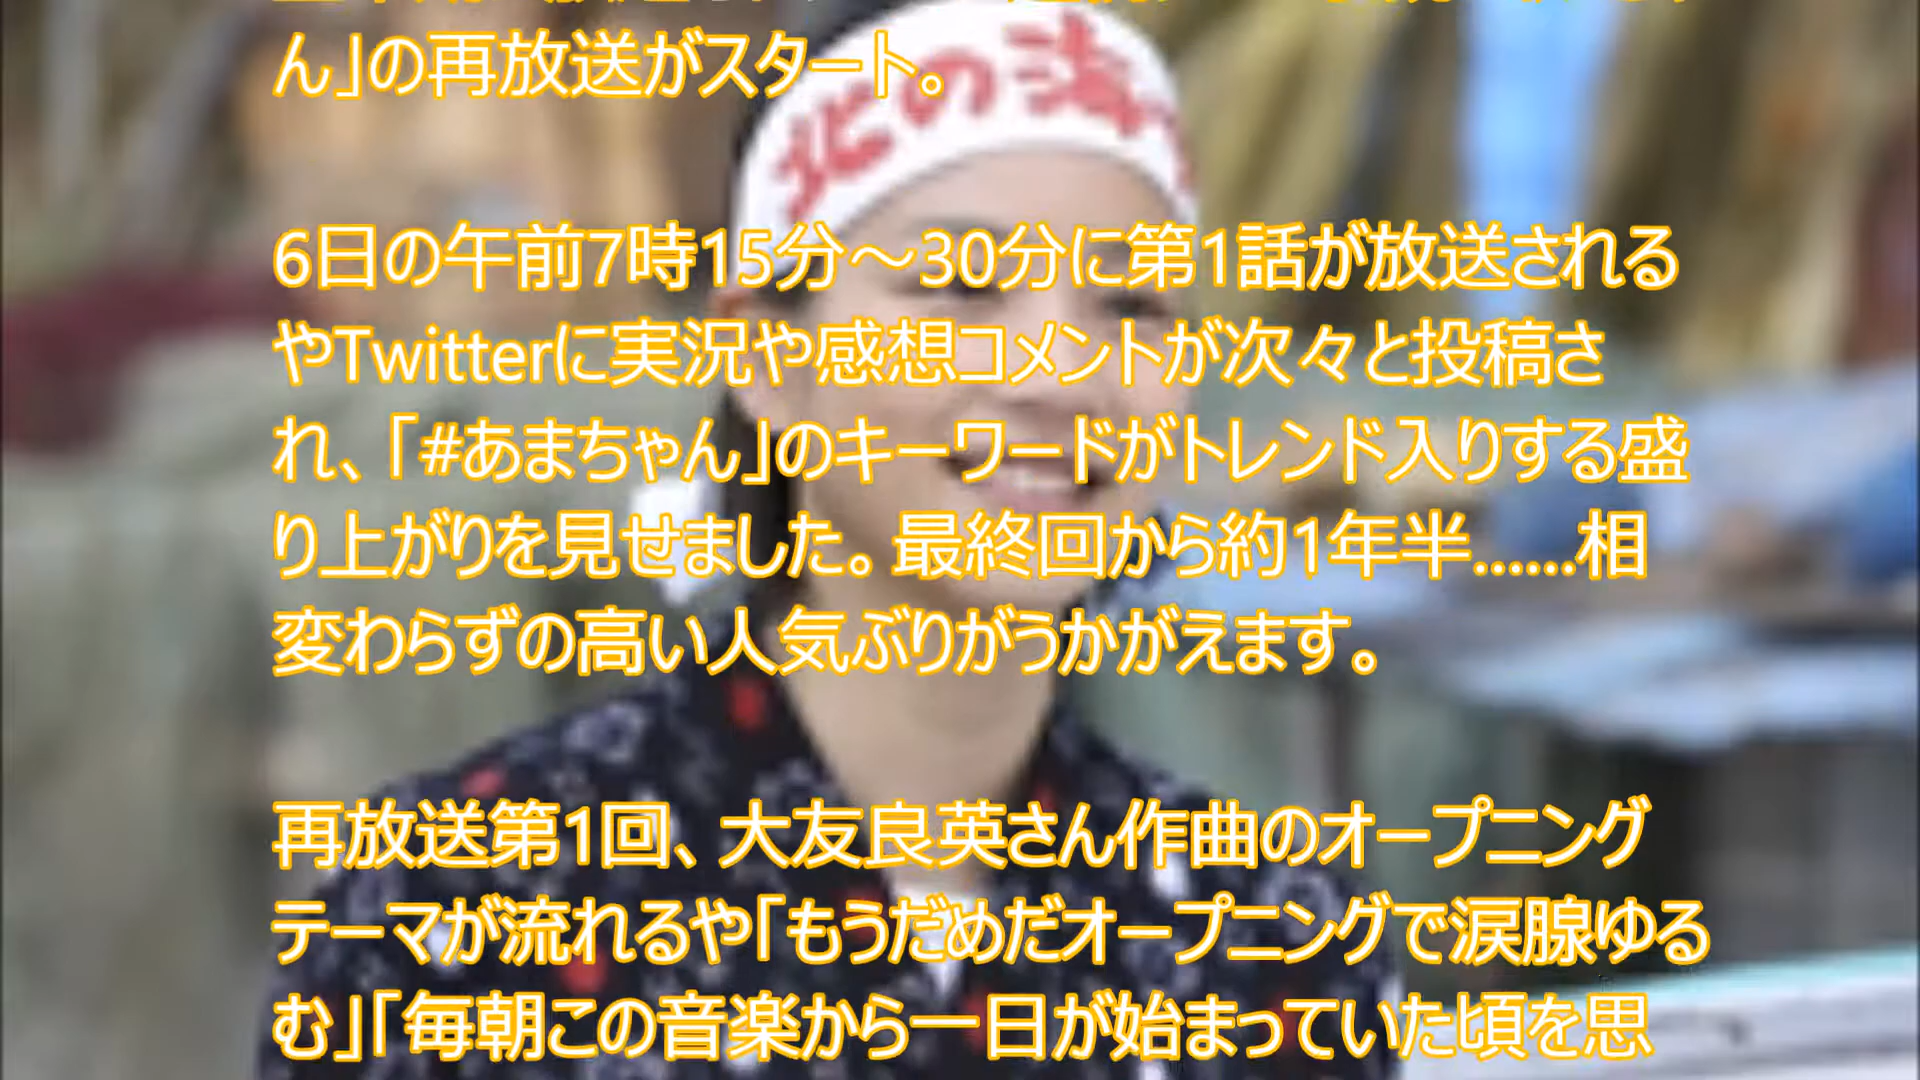 ん」の再放送がスタート。
北の海
6日の午前7時15分～30分に第1話が放送される
やTwitterに実況や感想コメントが次々と投稿さ
れ、「#あまちゃん」のキーワードがトレンド入りする盛
り上がりを見せました。最終回から約1年半……相
変わらずの高い人気ぶりがうかがえます。
再放送第1回、大友良英さん作曲のオープニング
テーマが流れるや「もうだめだオープニングで涙腺ゆる
む」「毎朝この音楽から一日が始まっていた頃を思